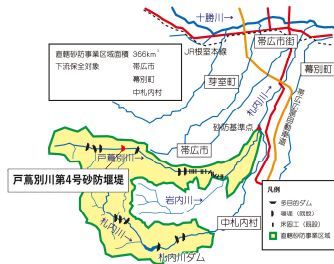 十勝川→
帯広市街
JR根室本線
直轄砂防事業区域面積 366k㎡
下流保全対象 帯広市
幕別町
中札内村
芽室町
幕別町
札内川→
帯広広尾自動車道
砂防基準点
戸蔦別川→
帯広市
戸蔦別川第4号砂防堰堤
岩内川→
中札内村
札内川→
札内川ダム
凡例
多目的ダム
堰堤（既設）
床固工（既設）
直轄砂防事業区域